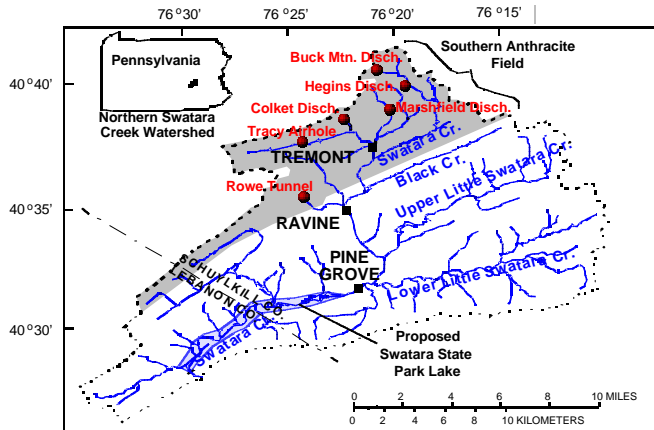 76 °30'
76 °25'
76 °20'
76 °15'
40 °40'
40 °35'
40 °30'
Pennsylvania
Northern Swatara
Creek Watershed
Southern Anthracite
Field
Buck Mtn. Disch.
Hegins Disch.
Colket Disch.
Marshfield Disch.
Tracy Airhole
TREMONT
Swatara Cr.
Black Cr.
Upper Little Swatara Cr.
Rowe Tunnel
RAVINE
PINE
GROVE
Lower Little Swatara Cr.
SCHUYLKILL CO.
LEBANON CO.
Swatara Cr.
Proposed
Swatara State
Park Lake
0 2 4 6 8 10 MILES
0 2 4 6 8 10 KILOMETERS